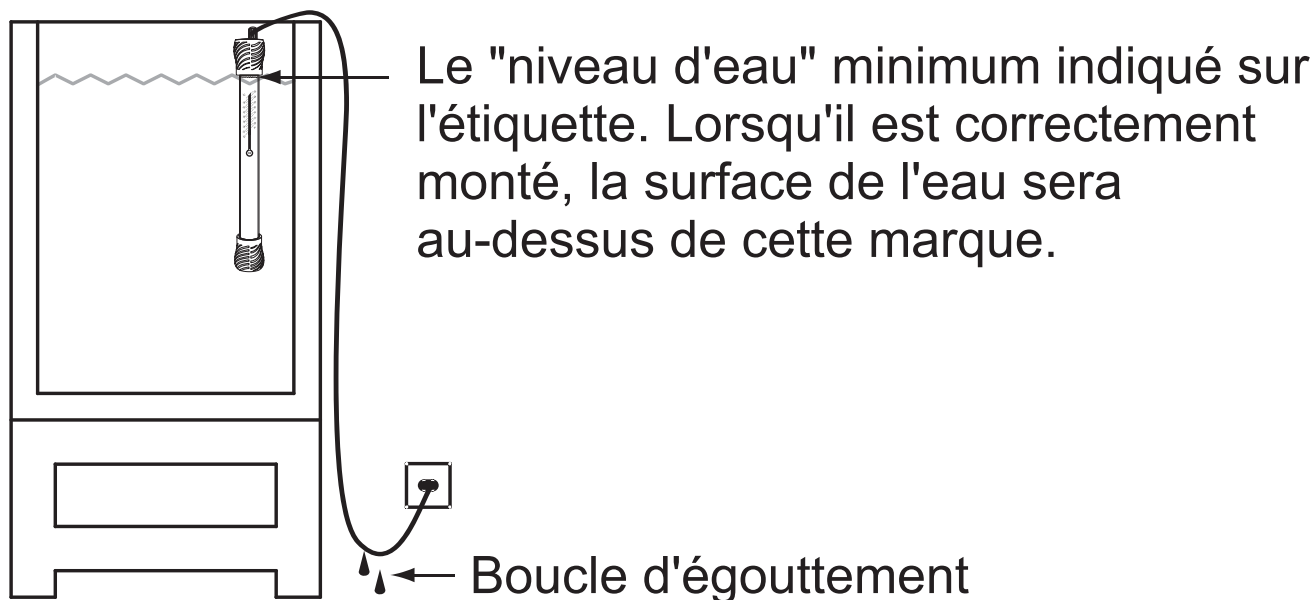 Le "niveau d'eau" minimum indiqué sur
l'étiquette. Lorsqu'il est correctement
monté, la surface de l'eau sera
au-dessus de cette marque.
Boucle d'égouttement